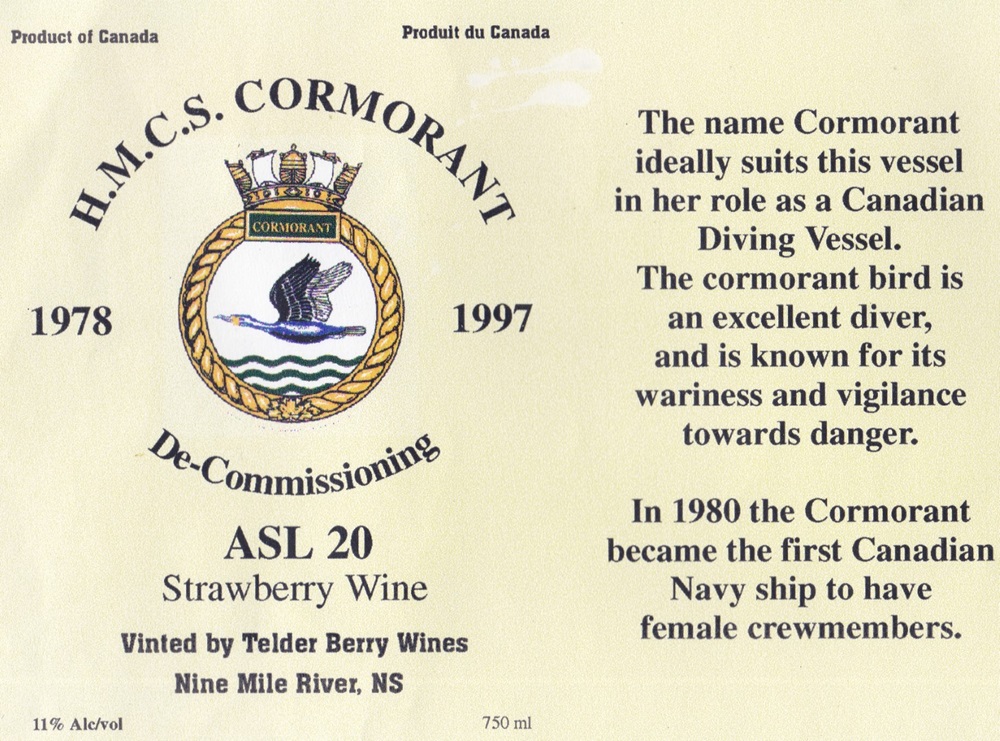 Product of Canada
Produit du Canada
H.M.C.S. CORMORANT
CORMORANT
1978
1997
De-Commissioning
ASL 20
Strawberry Wine
Vinted by Telder Berry Wines
Nine Mile River, NS
11% Alc/vol
750 ml
The name Cormorant
ideally suits this vessel
in her role as a Canadian
Diving Vessel.
The cormorant bird is
an excellent diver,
and is known for its
wariness and vigilance
towards danger.
In 1980 the Cormorant
became the first Canadian
Navy ship to have
female crewmembers.